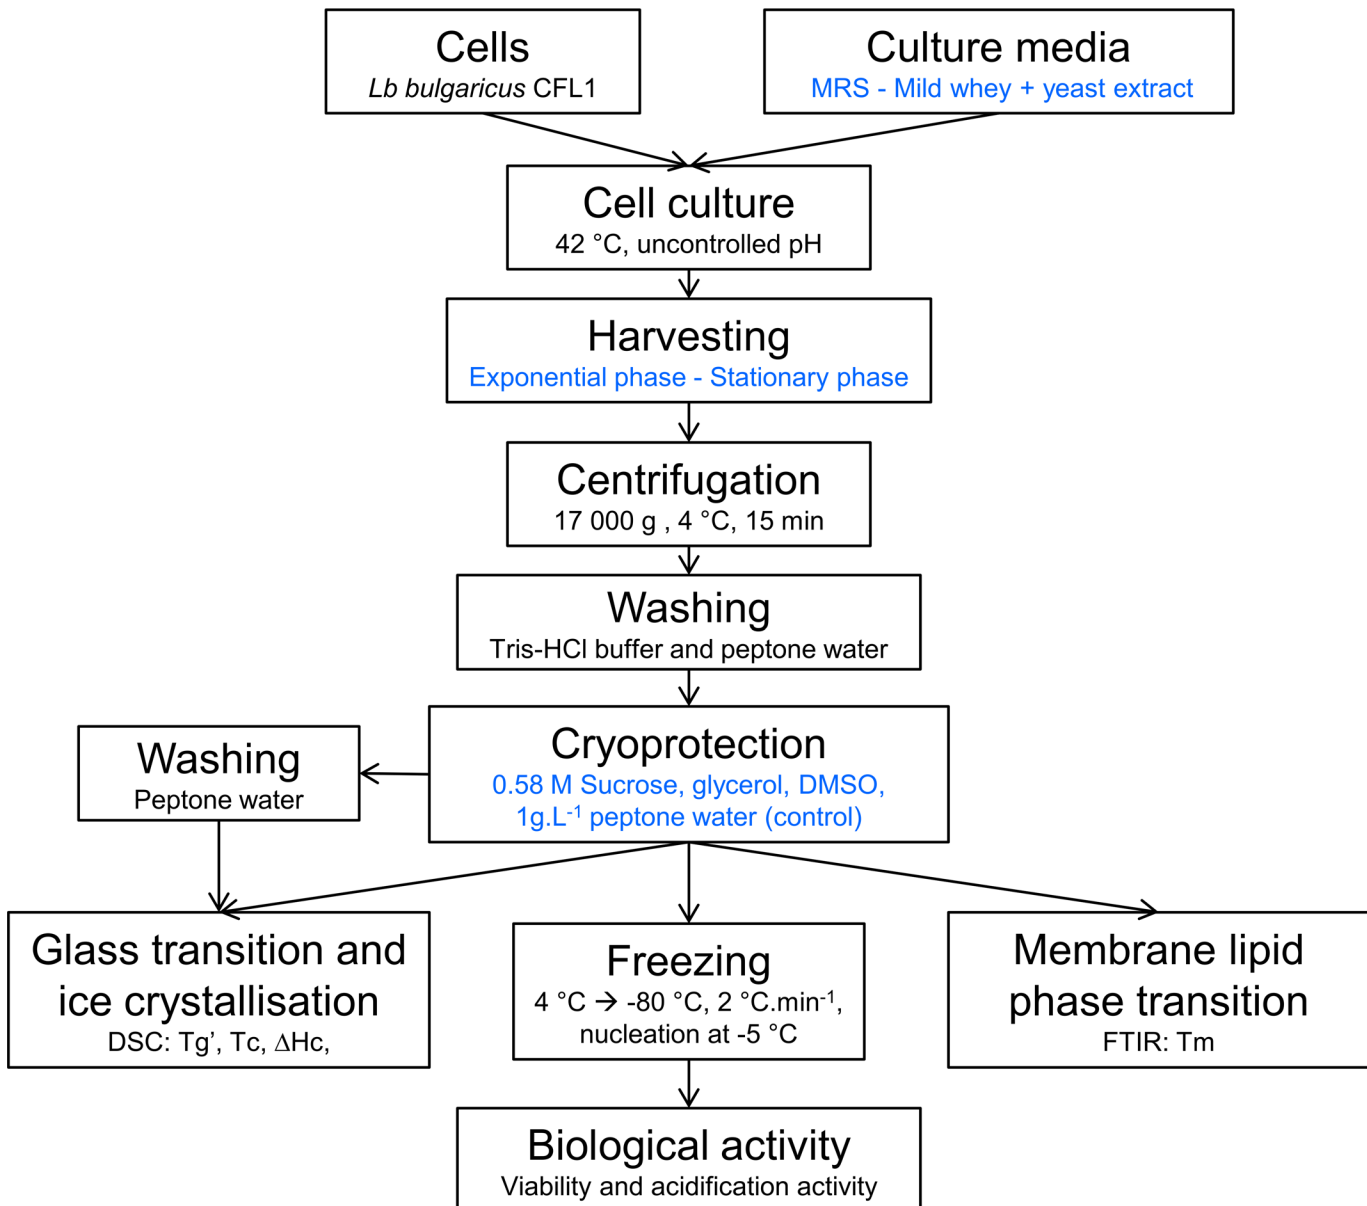 Cells
Lb bulgaricus CFL1
Culture media
MRS - Mild whey + yeast extract
Cell culture
42 °C, uncontrolled pH
Harvesting
Exponential phase - Stationary phase
Centrifugation
17 000 g , 4 °C, 15 min
Washing
Tris-HCl buffer and peptone water
Cryoprotection
0.58 M Sucrose, glycerol, DMSO,
1g.L⁻¹ peptone water (control)
Washing
Peptone water
Glass transition and
ice crystallisation
DSC: Tg’, Tc, ΔHc,
Freezing
4 °C → -80 °C, 2 °C.min⁻¹,
nucleation at -5 °C
Membrane lipid
phase transition
FTIR: Tm
Biological activity
Viability and acidification activity